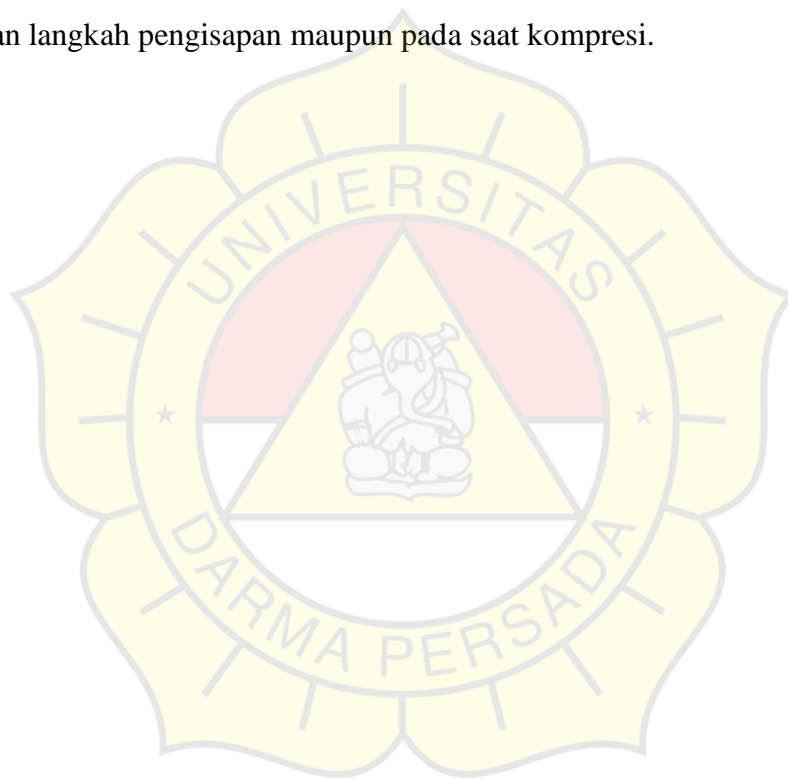 an langkah pengisapan maupun pada saat kompresi.
UNIVERSITAS
DARMA PERSADA